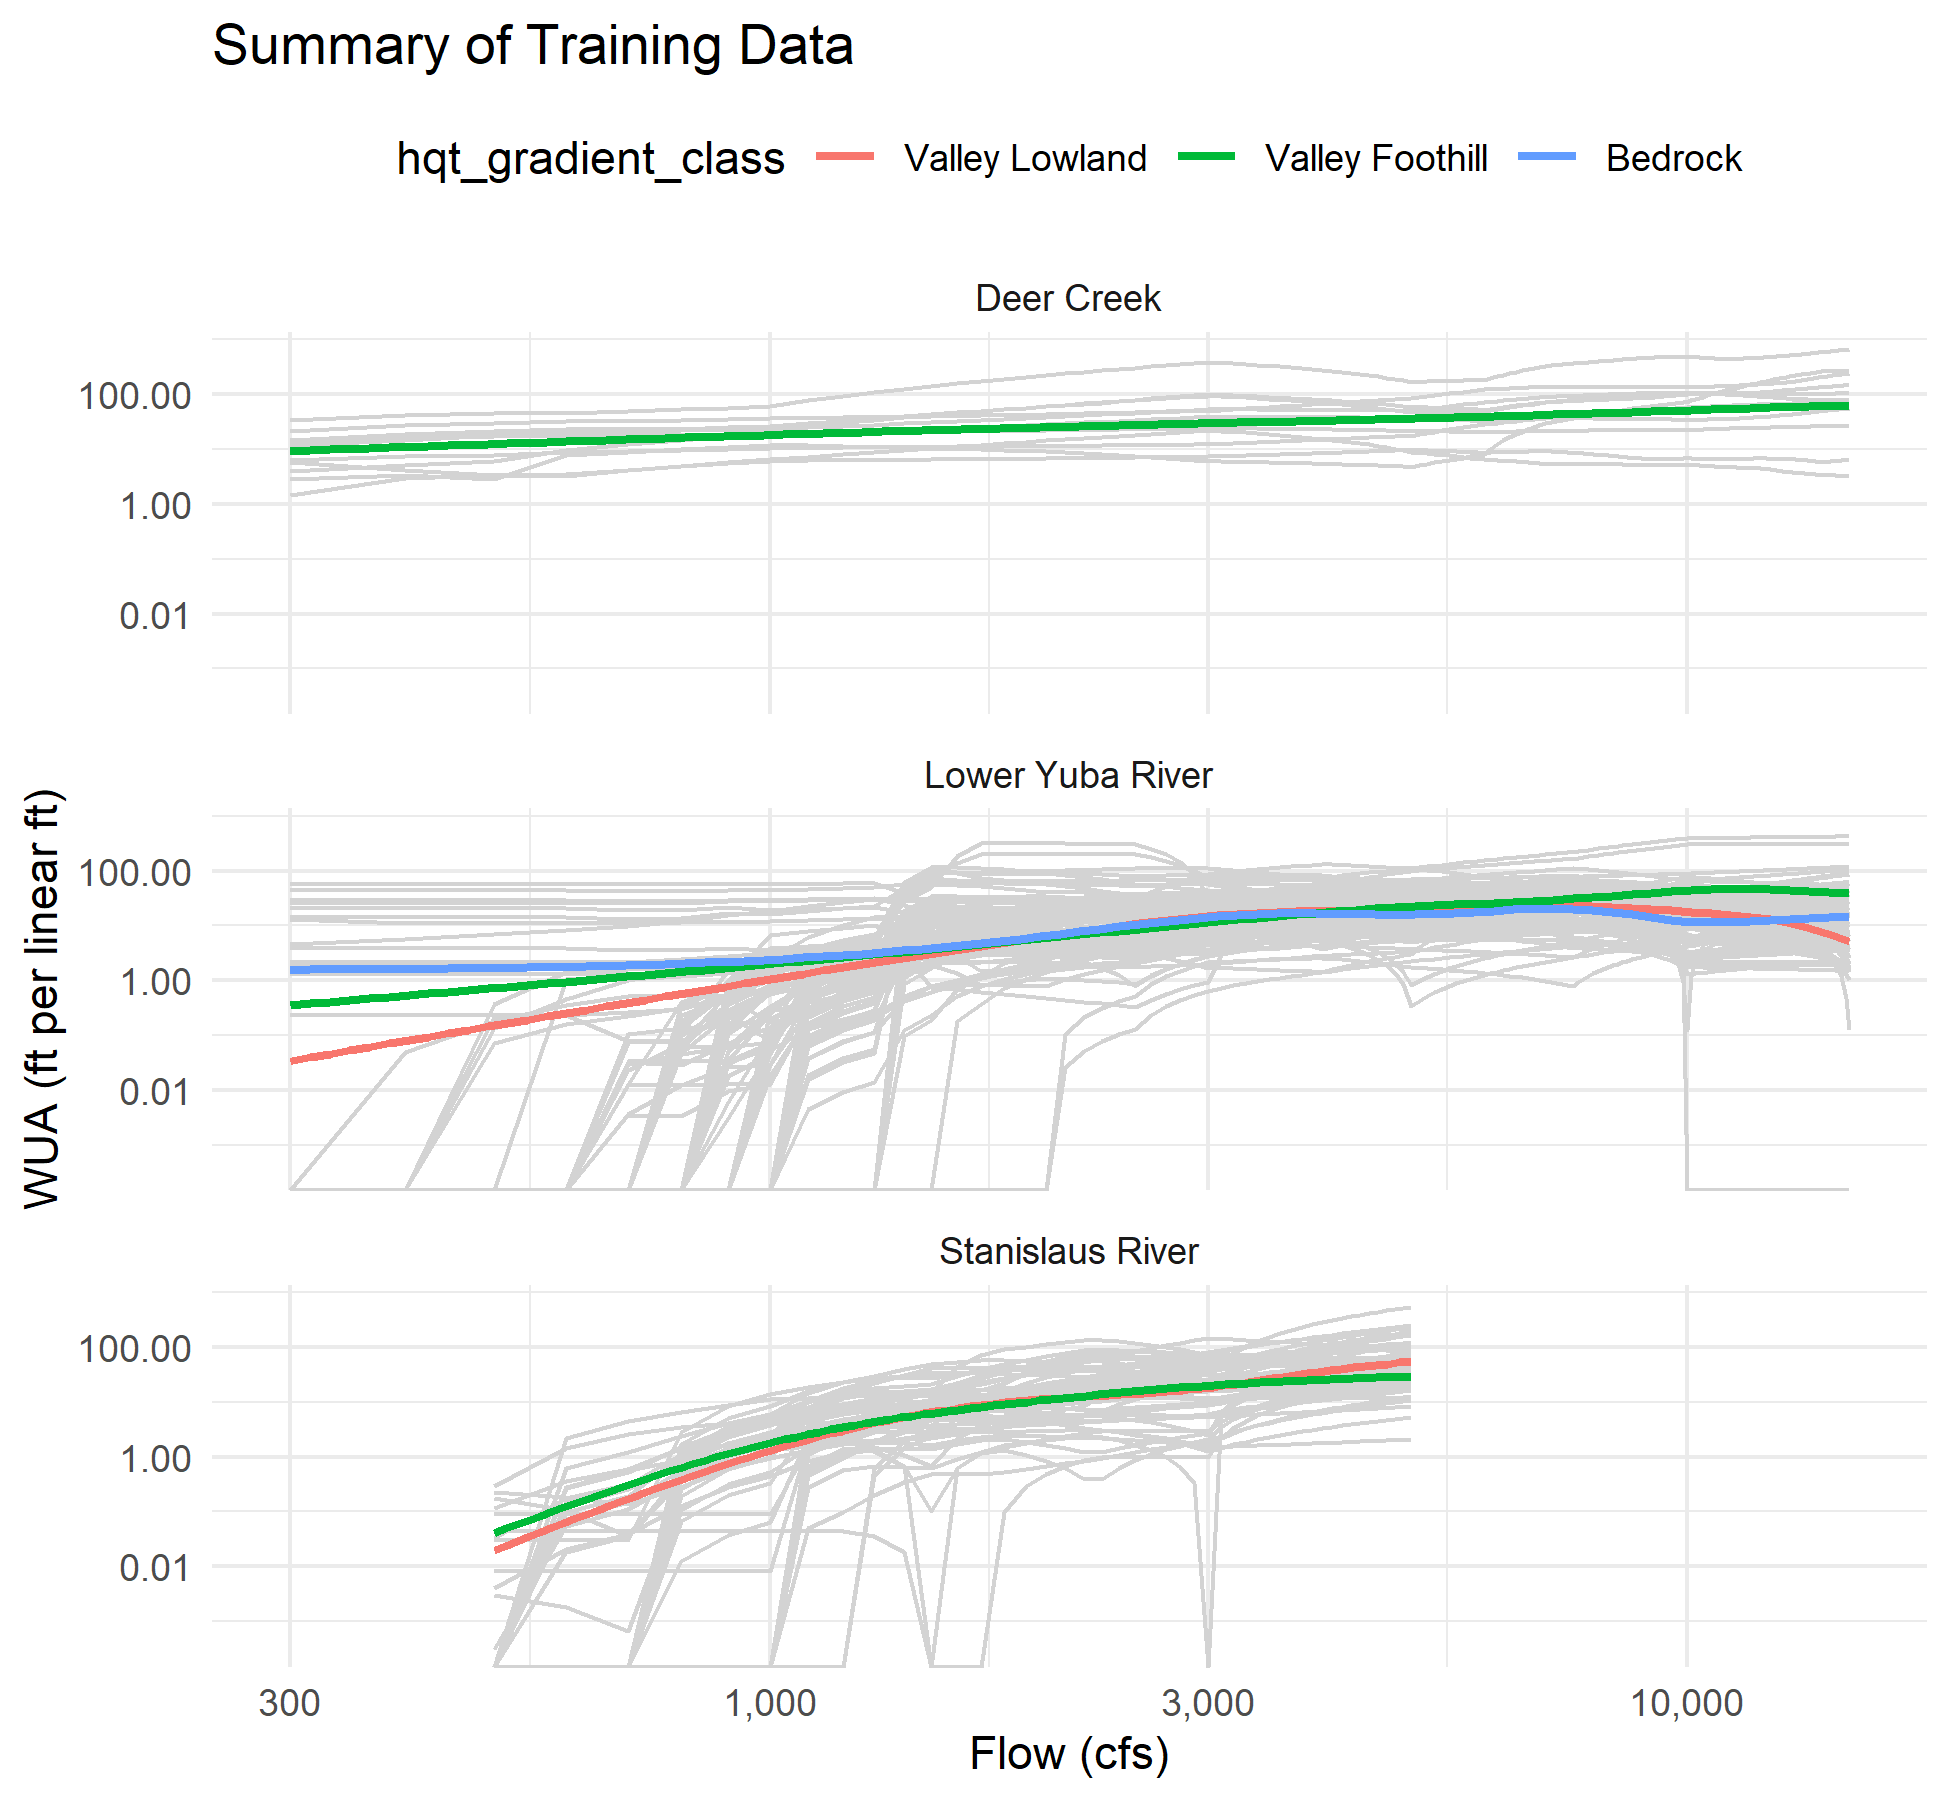 Summary of Training Data
hqt_gradient_class Valley Lowland Valley Foothill Bedrock
Deer Creek
100.00
1.00
0.01
Lower Yuba River
100.00
1.00
0.01
Stanislaus River
100.00
1.00
0.01
WUA (ft per linear ft)
300 1,000 3,000 10,000
Flow (cfs)